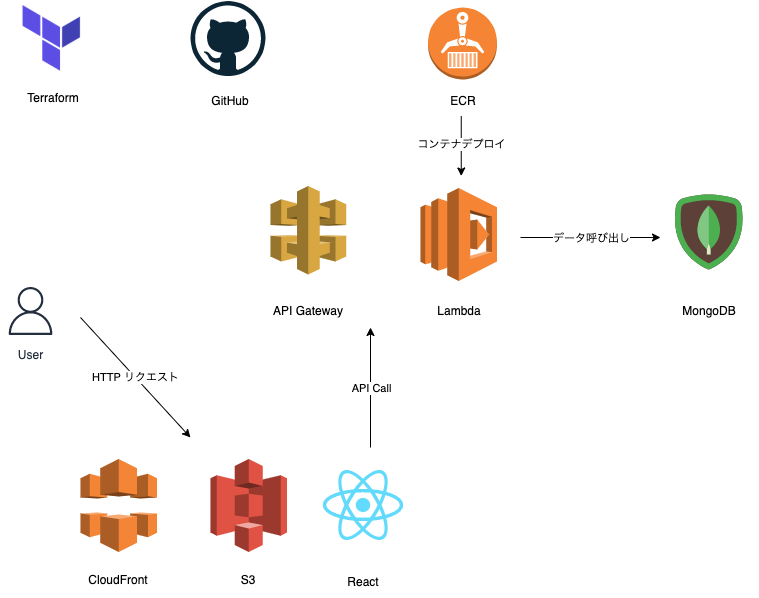 Terraform
GitHub
ECR
コンテナデプロイ
データ呼び出し
API Gateway
Lambda
MongoDB
User
HTTP リクエスト
API Call
CloudFront
S3
React